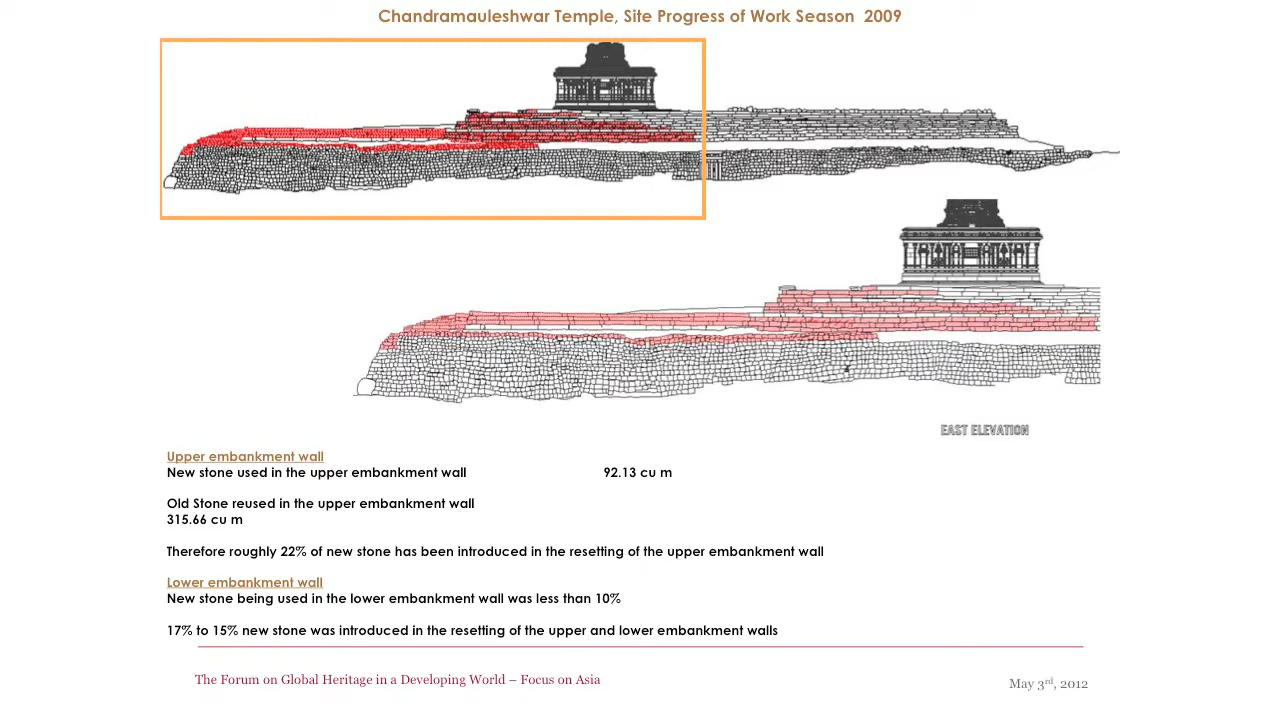 Chandramauleshwar Temple, Site Progress of Work Season 2009
EAST ELEVATION
Upper embankment wall
New stone used in the upper embankment wall 92.13 cu m
Old Stone reused in the upper embankment wall
315.66 cu m
Therefore roughly 22% of new stone has been introduced in the resetting of the upper embankment wall
Lower embankment wall
New stone being used in the lower embankment wall was less than 10%
17% to 15% new stone was introduced in the resetting of the upper and lower embankment walls
The Forum on Global Heritage in a Developing World – Focus on Asia
May 3rd, 2012